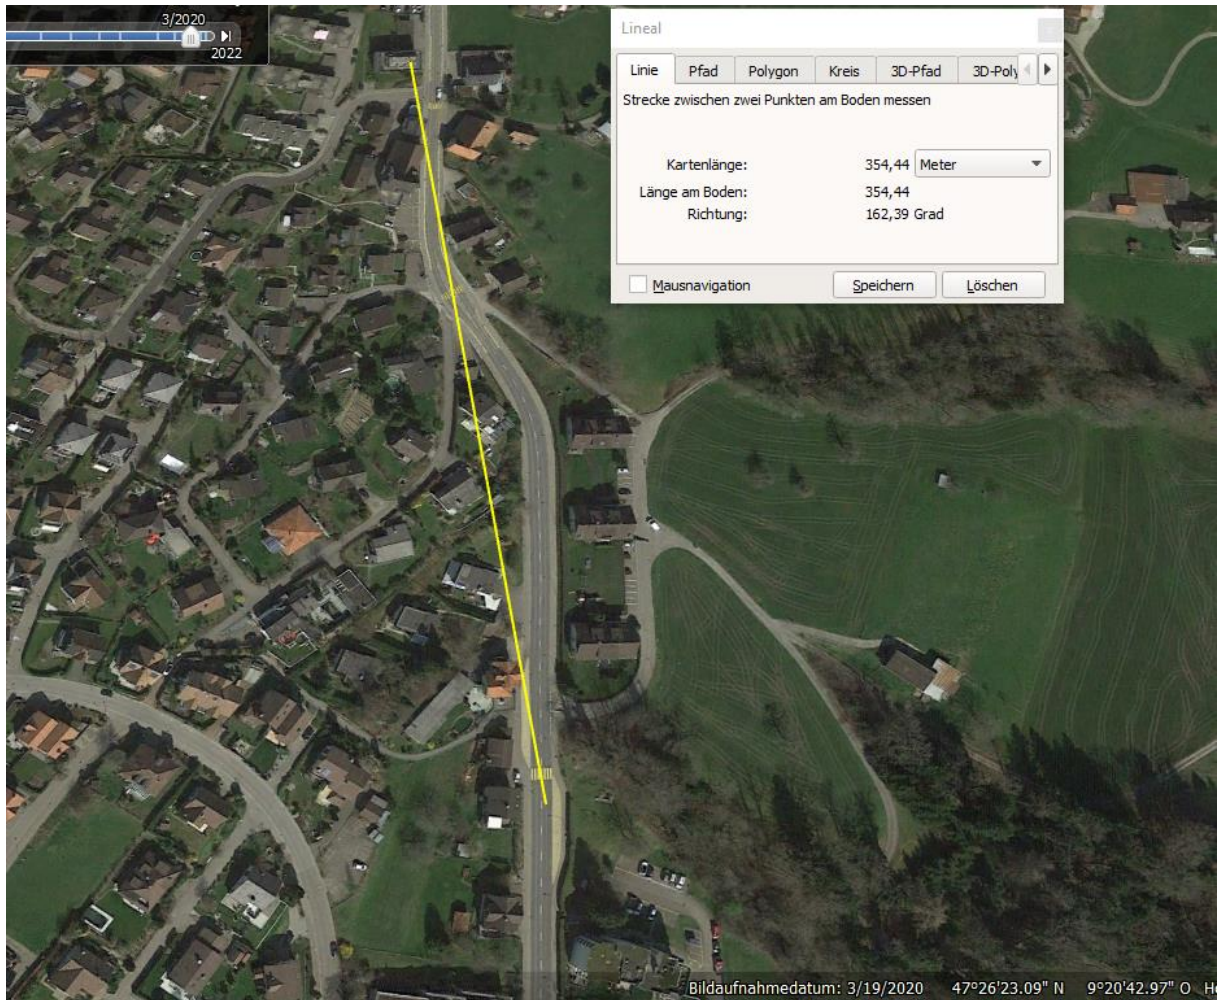 3/2020
2022
Lineal
Linie Pfad Polygon Kreis 3D-Pfad 3D-Poly
Strecke zwischen zwei Punkten am Boden messen
Kartenlänge: 354,44 Meter
Länge am Boden: 354,44
Richtung: 162,39 Grad
Mausnavigation Speichern Löschen
Bildaufnahmedatum: 3/19/2020 47°26'23.09" N 9°20'42.97" O Hö